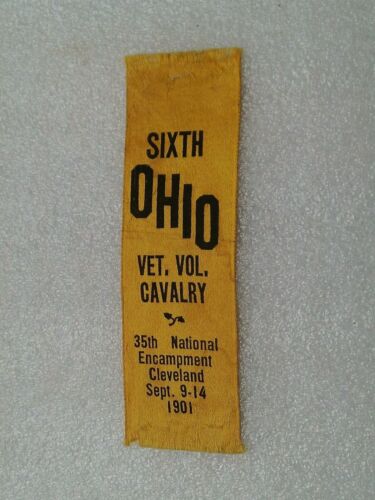 SIXTH
OHIO
VET. VOL.
CAVALRY
35th National
Encampment
Cleveland
Sept. 9-14
1901